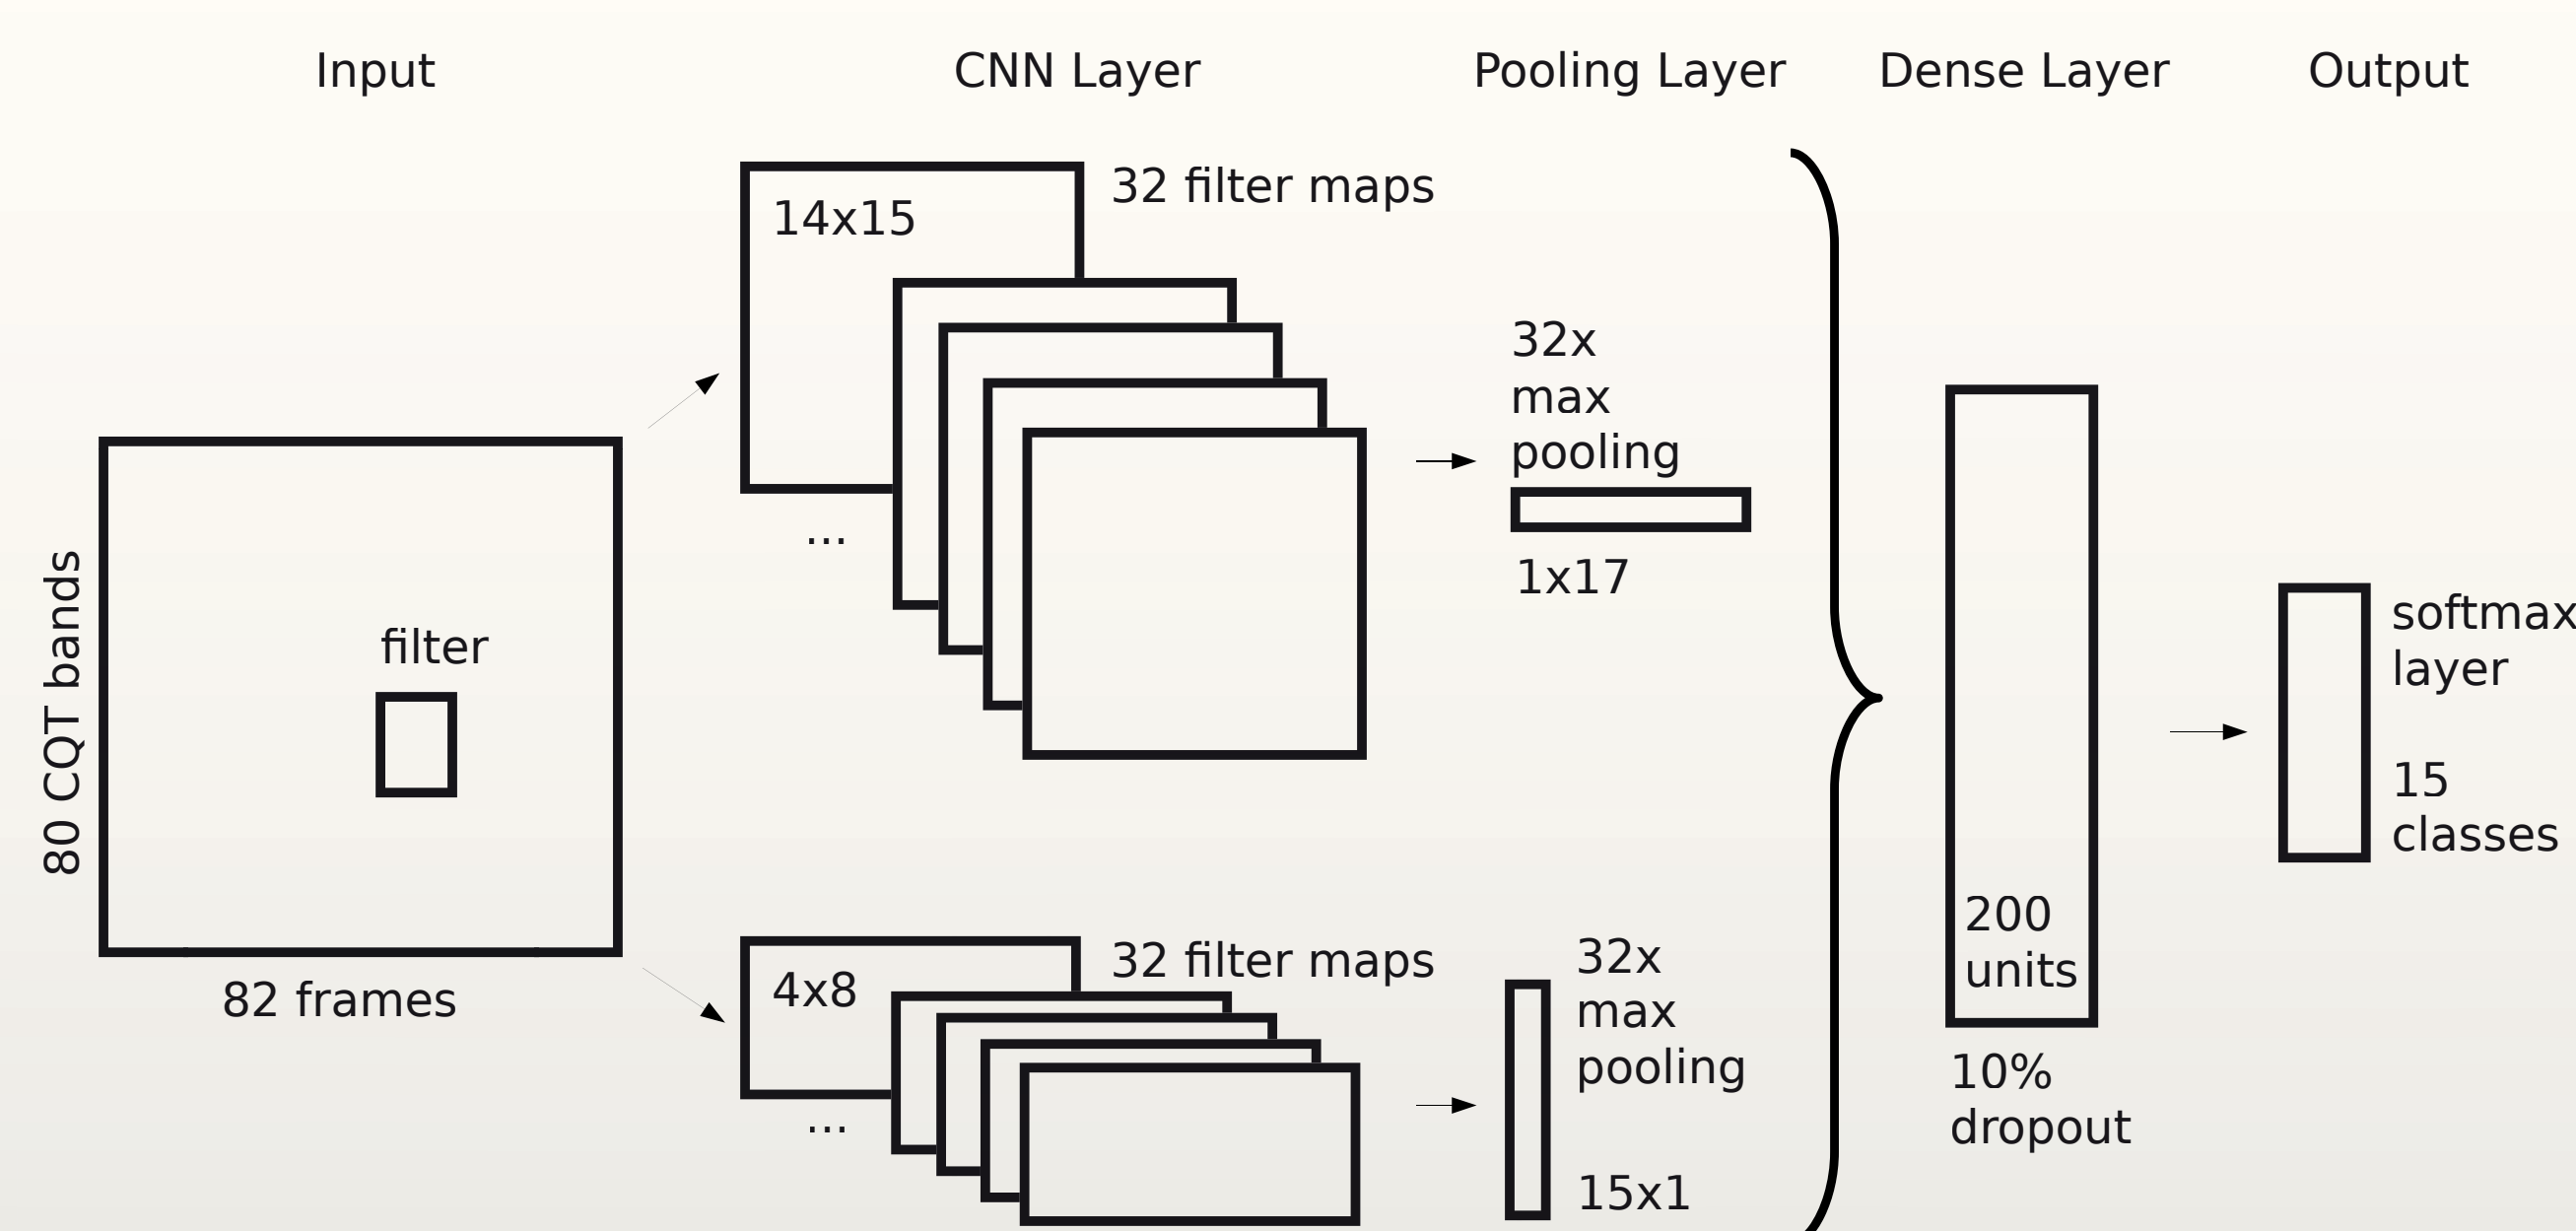 Input
CNN Layer
Pooling Layer
Dense Layer
Output
80 CQT bands
filter
82 frames
14x15
32 filter maps
...
32x
max
pooling
1x17
4x8
32 filter maps
...
32x
max
pooling
15x1
200
units
10%
dropout
softmax
layer
15
classes